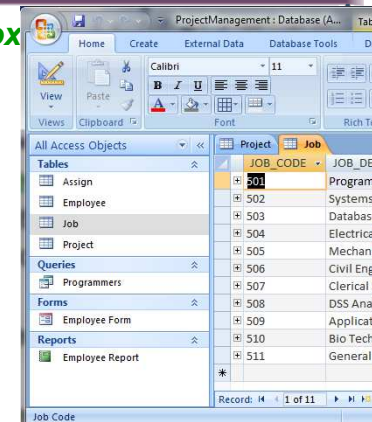 ox
ProjectManagement : Database (A... Tab
Home Create External Data Database Tools D
View Paste Calibri 11
B I U
A
Views Clipboard Font Rich T
All Access Objects «
Tables
Assign
Employee
Job
Project
Queries
Programmers
Forms
Employee Form
Reports
Employee Report
Project Job
JOB_CODE JOB_DE
501 Program
502 Systems
503 Databas
504 Electrica
505 Mechan
506 Civil Eng
507 Clerical
508 DSS Ana
509 Applicat
510 Bio Tech
511 General
*
Record: 1 of 11
Job Code